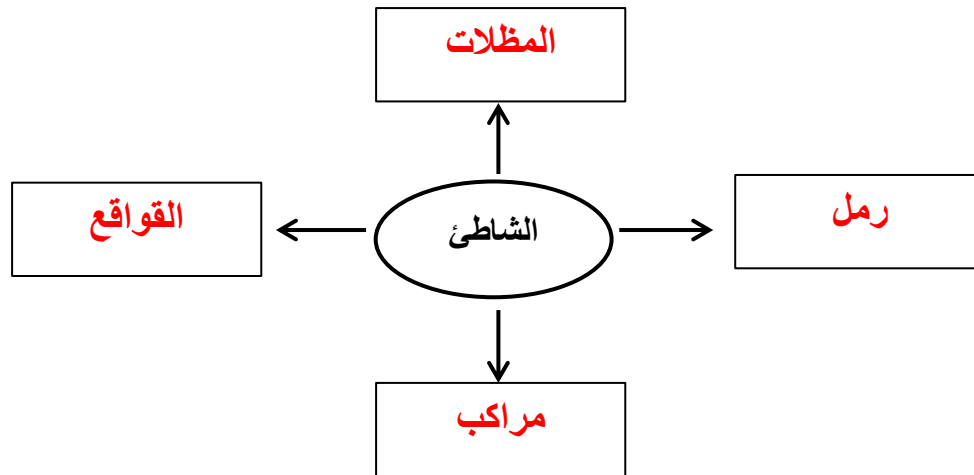 المظلات
رمل
الشاطئ
القواقع
مراكب